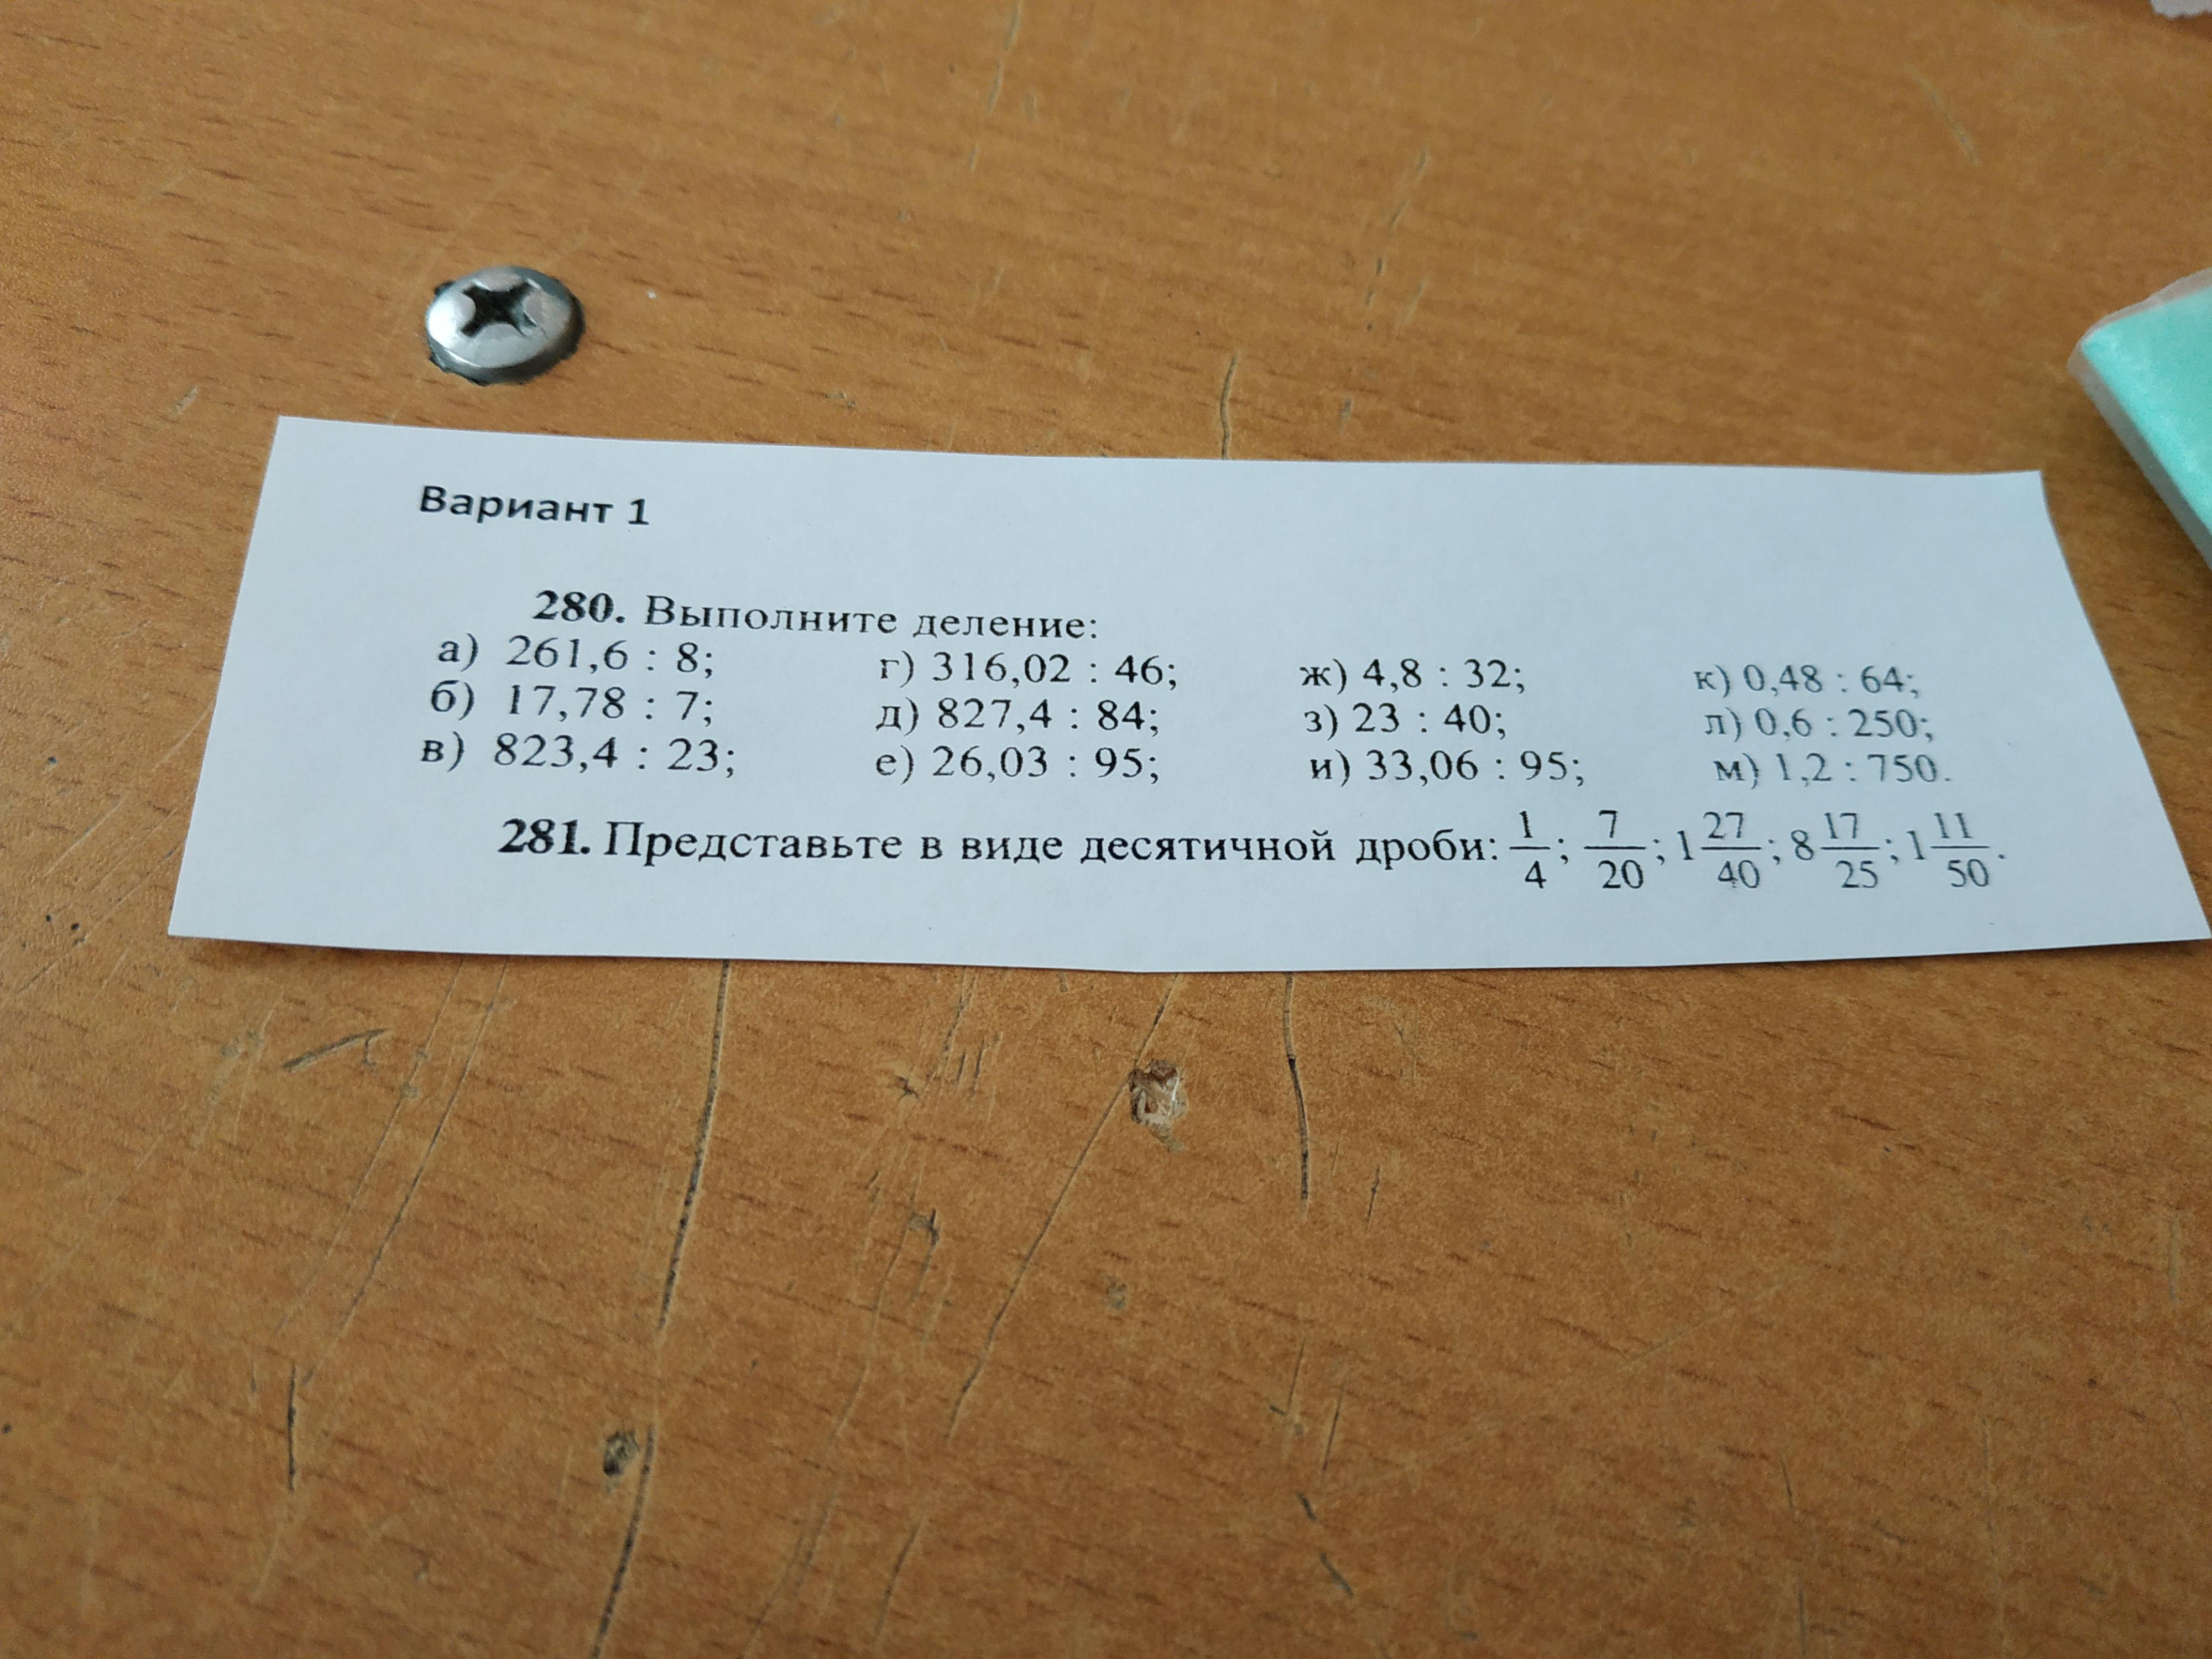 Вариант 1
280. Выполните деление:
а) 261,6 : 8; г) 316,02 : 46; ж) 4,8 : 32; к) 0,48 : 64;
б) 17,78 : 7; д) 827,4 : 84; з) 23 : 40; л) 0,6 : 250;
в) 823,4 : 23; е) 26,03 : 95; и) 33,06 : 95; м) 1,2 : 750.
281. Представьте в виде десятичной дроби: 1/4; 7/20; 1 27/40; 8 17/25; 1 11/50.